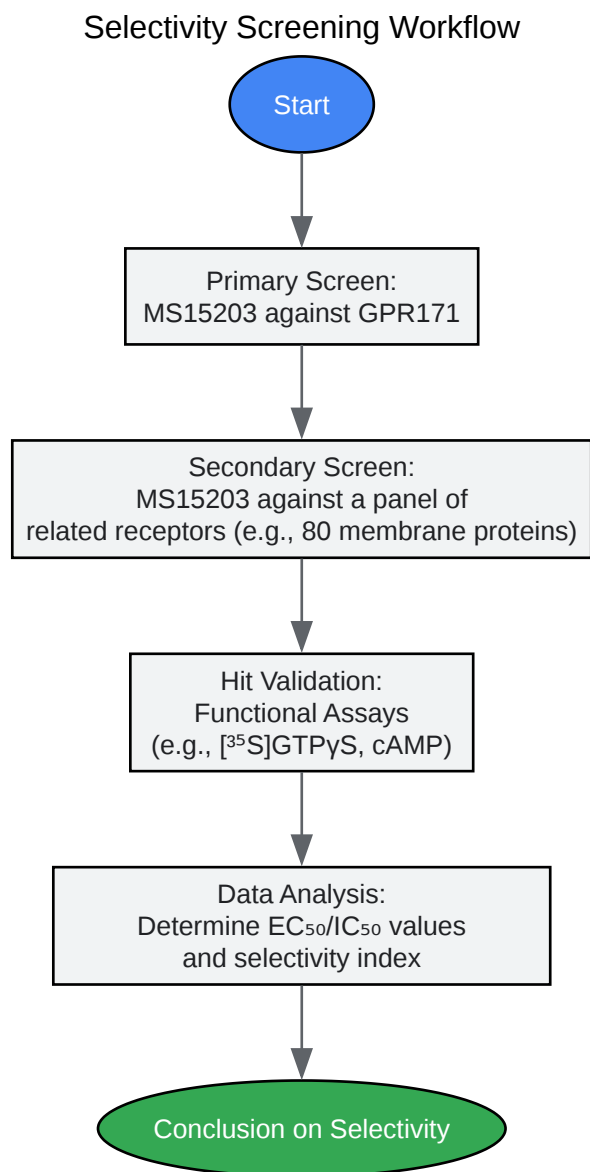 Selectivity Screening Workflow
Start
Primary Screen:
MS15203 against GPR171
Secondary Screen:
MS15203 against a panel of
related receptors (e.g., 80 membrane proteins)
Hit Validation:
Functional Assays
(e.g., [³⁵S]GTPγS, cAMP)
Data Analysis:
Determine EC₅₀/IC₅₀ values
and selectivity index
Conclusion on Selectivity